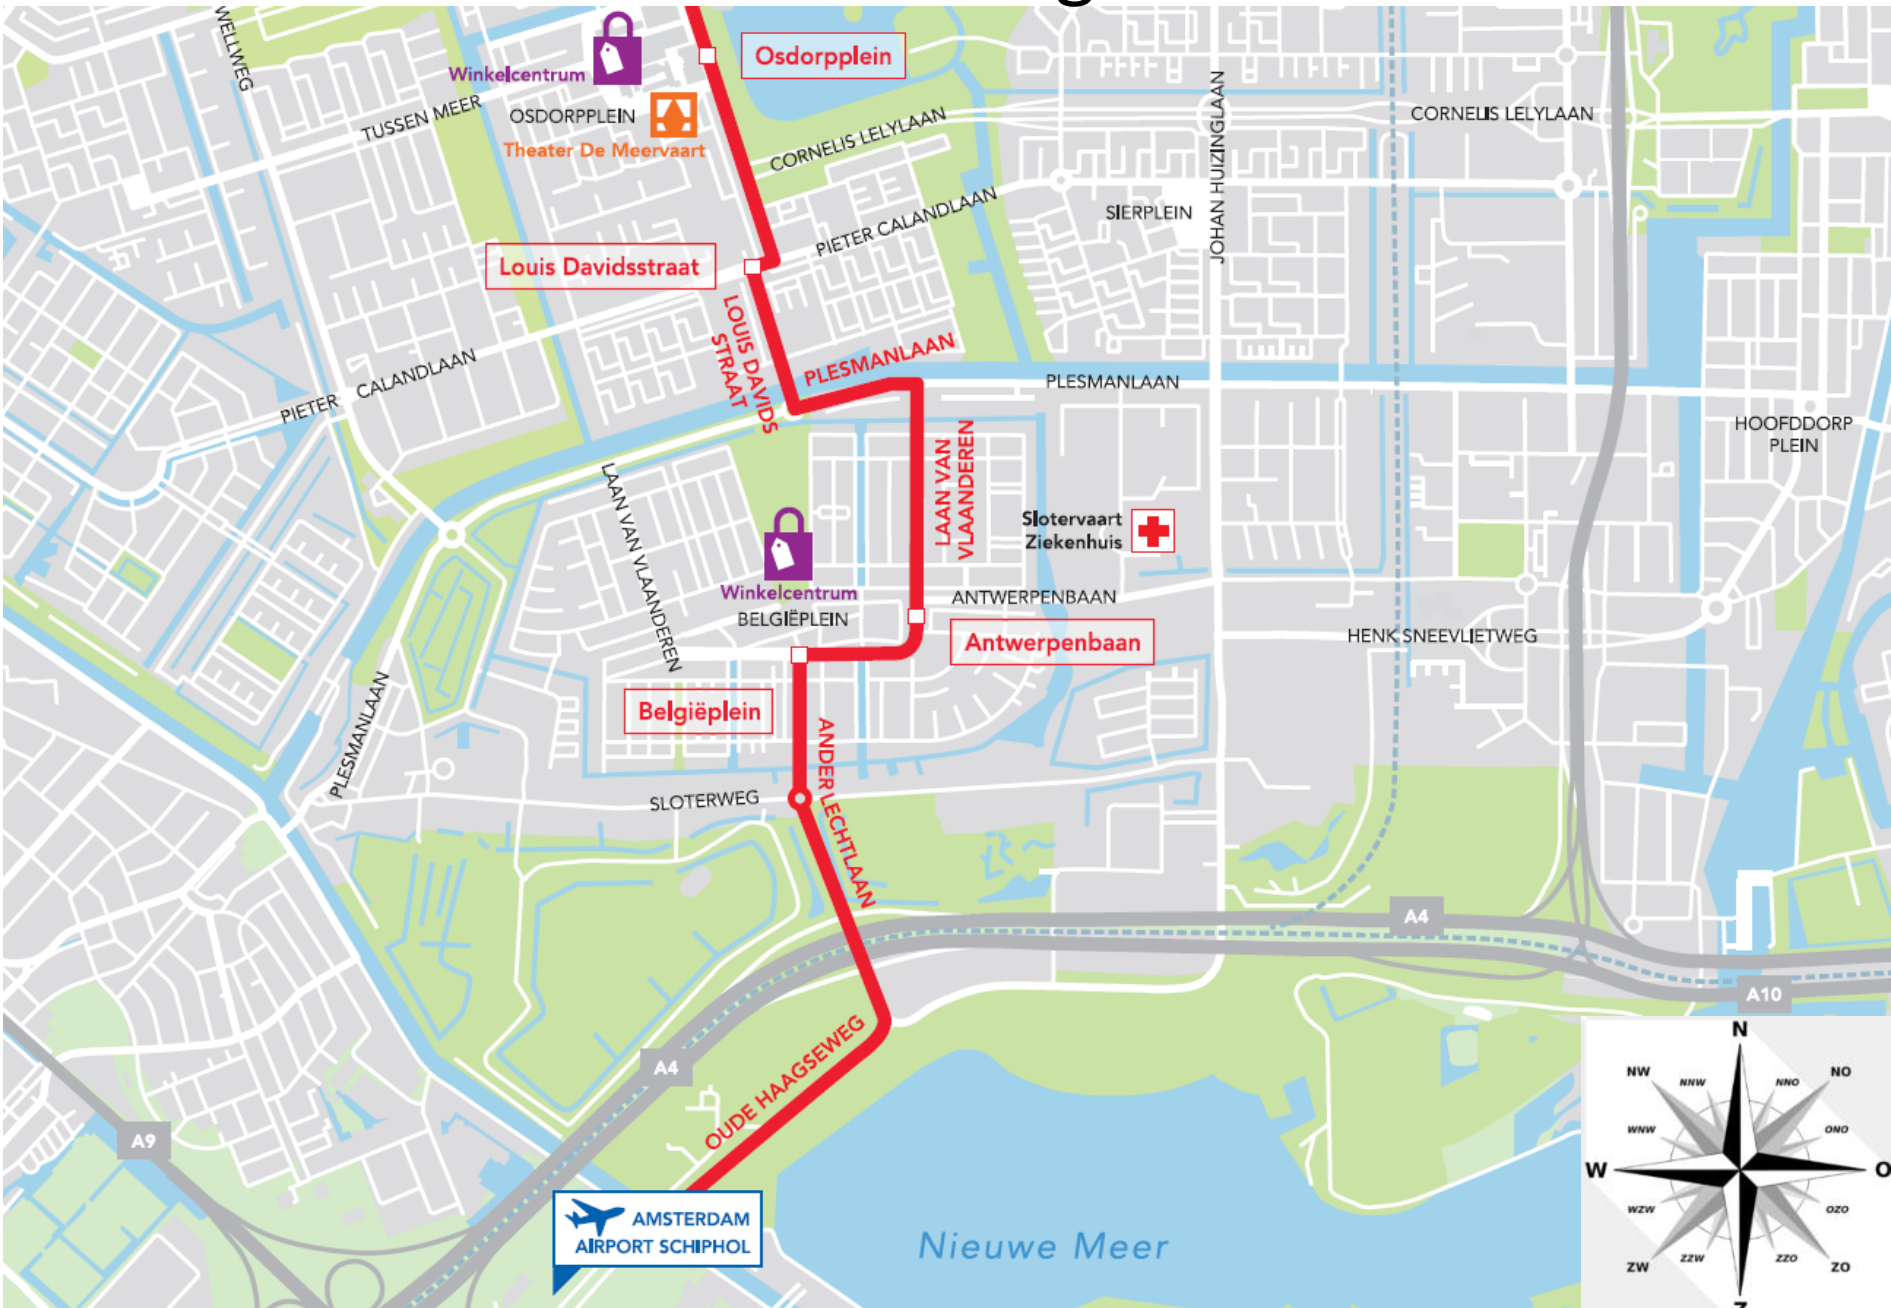 g
WELLWEG
Winkelcentrum
Osdorpplein
TUSSEN MEER
OSDORPPLEIN
Theater De Meervaart
CORNELIS LELYLAAN
CORNELIS LELYLAAN
JOHAN HUIZINGLAAN
PIETER CALANDLAAN
SIERPLEIN
Louis Davidsstraat
LOUIS DAVIDS
STRAAT
PLESMANLAAN
PLESMANLAAN
PIETER CALANDLAAN
HOOFDDORP
PLEIN
LAAN VAN
VLAANDEREN
LAAN VAN VLAANDEREN
Slotervaart
Ziekenhuis
Winkelcentrum
BELGIËPLEIN
ANTWERPENBAAN
Antwerpenbaan
HENK SNEEVLIETWEG
Belgiëplein
PLESMANLAAN
ANDERLECHTLAAN
SLOTERWEG
A4
A10
A4
OUDE HAAGSEWEG
A9
AMSTERDAM
AIRPORT SCHIPHOL
Nieuwe Meer
N
NW
NNW
NNO
NO
WNW
ONO
W
O
WZW
OZO
ZW
ZZW
ZZO
ZO
Z